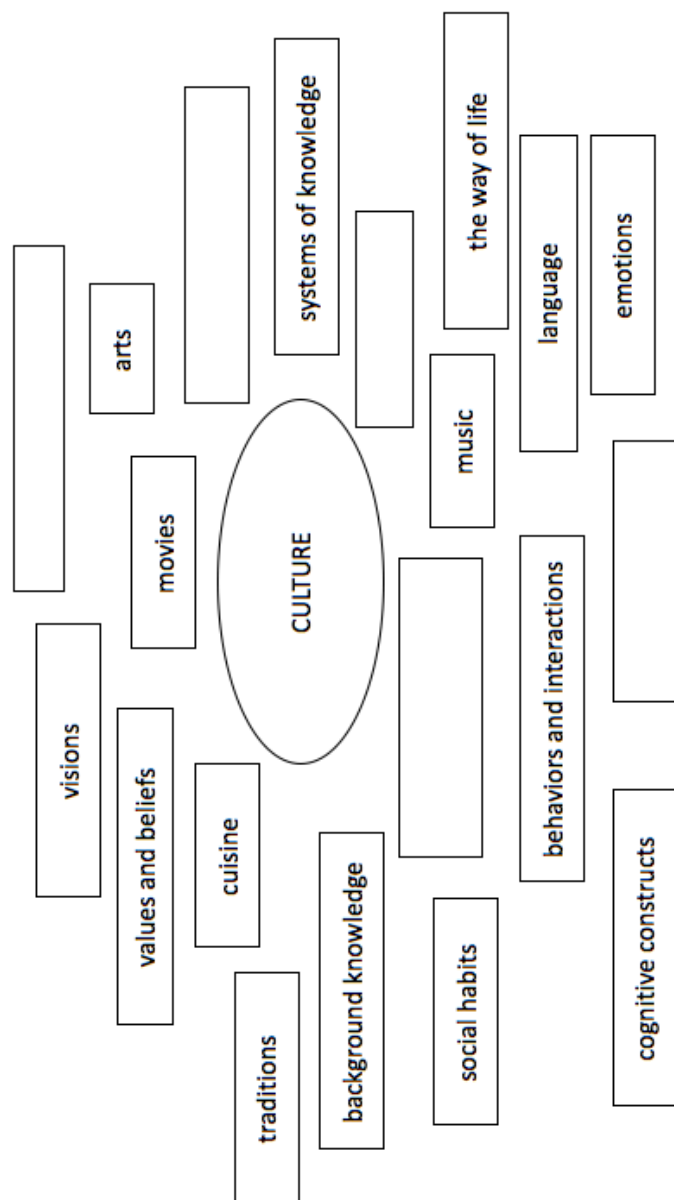 visions
values and beliefs
movies
arts
cuisine
traditions
CULTURE
systems of knowledge
background knowledge
social habits
music
the way of life
behaviors and interactions
language
cognitive constructs
emotions